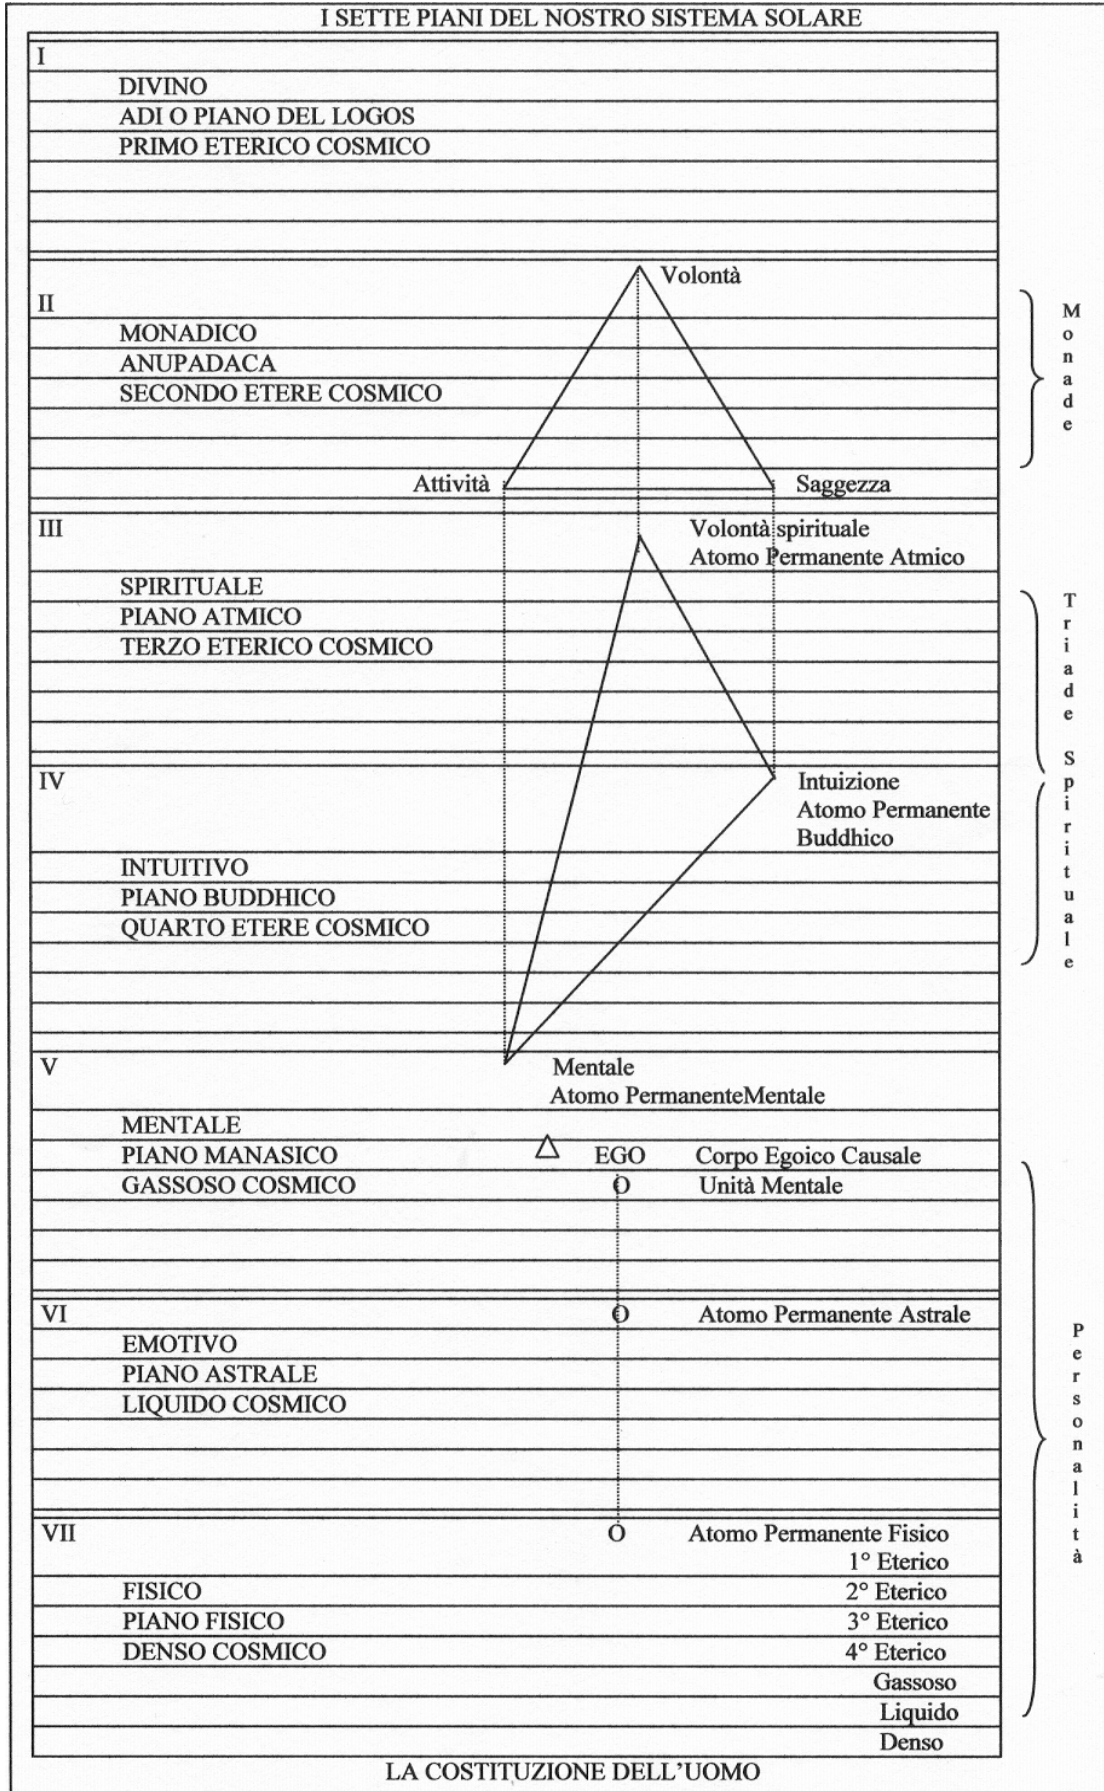 I SETTE PIANI DEL NOSTRO SISTEMA SOLARE
I
DIVINO
ADI O PIANO DEL LOGOS
PRIMO ETERICO COSMICO
Volontà
II
MONADICO
ANUPADACA
SECONDO ETERE COSMICO
Attività
Saggezza
Monade
III
Volontà spirituale
Atomo Permanente Atmico
SPIRITUALE
PIANO ATMICO
TERZO ETERICO COSMICO
Triade Spirituale
IV
Intuizione
Atomo Permanente
Buddhico
INTUITIVO
PIANO BUDDHICO
QUARTO ETERE COSMICO
V
Mentale
Atomo PermanenteMentale
MENTALE
PIANO MANASICO
EGO
Corpo Egoico Causale
GASSOSO COSMICO
O
Unità Mentale
VI
O
Atomo Permanente Astrale
EMOTIVO
PIANO ASTRALE
LIQUIDO COSMICO
Personalità
VII
O
Atomo Permanente Fisico
1° Eterico
FISICO
2° Eterico
PIANO FISICO
3° Eterico
DENSO COSMICO
4° Eterico
Gassoso
Liquido
Denso
LA COSTITUZIONE DELL'UOMO